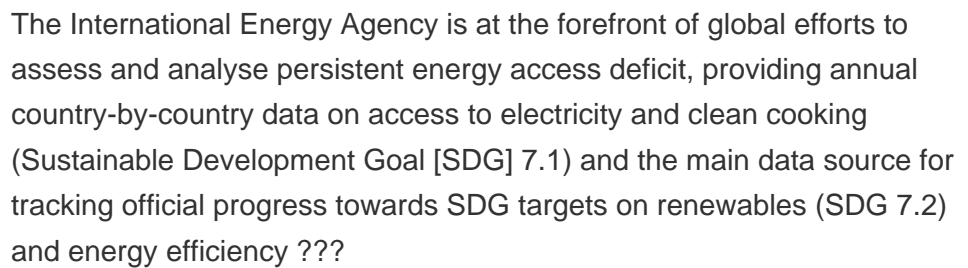 The International Energy Agency is at the forefront of global efforts to
assess and analyse persistent energy access deficit, providing annual
country-by-country data on access to electricity and clean cooking
(Sustainable Development Goal [SDG] 7.1) and the main data source for
tracking official progress towards SDG targets on renewables (SDG 7.2)
and energy efficiency ???